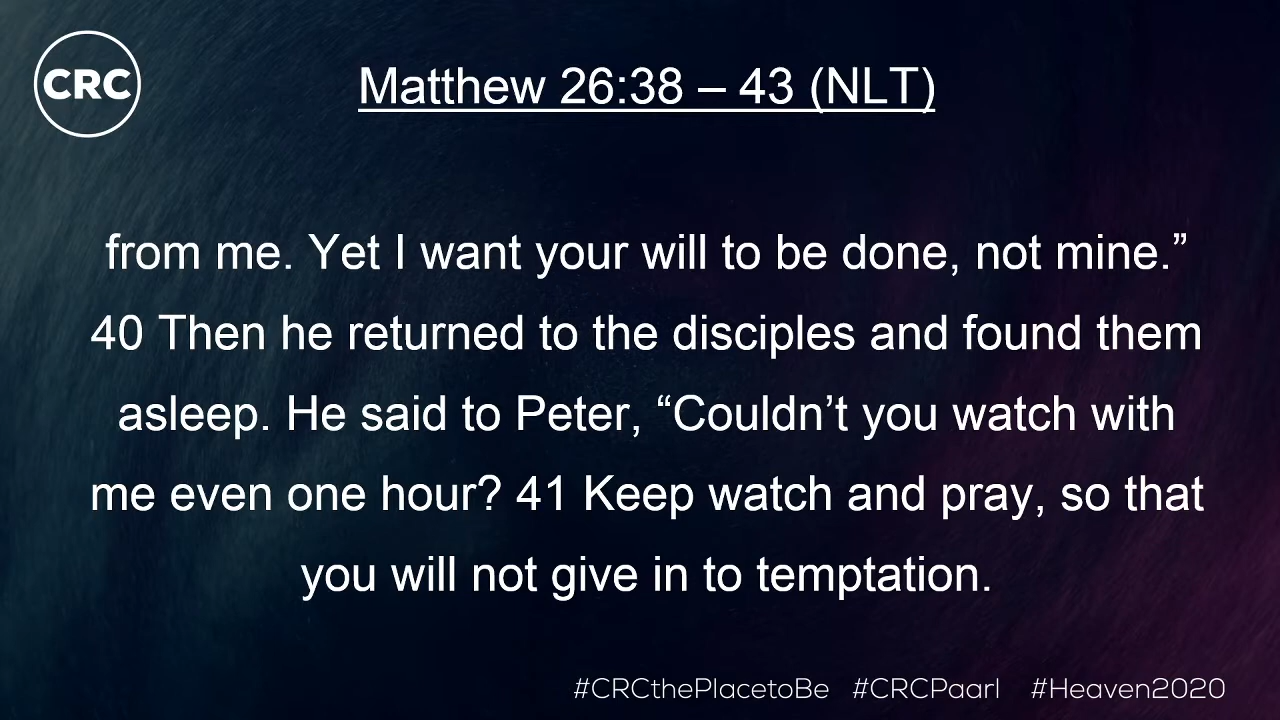 CRC
Matthew 26:38 – 43 (NLT)
from me. Yet I want your will to be done, not mine.”
40 Then he returned to the disciples and found them
asleep. He said to Peter, “Couldn’t you watch with
me even one hour? 41 Keep watch and pray, so that
you will not give in to temptation.
#CRCthePlacetoBe #CRCPaarl #Heaven2020